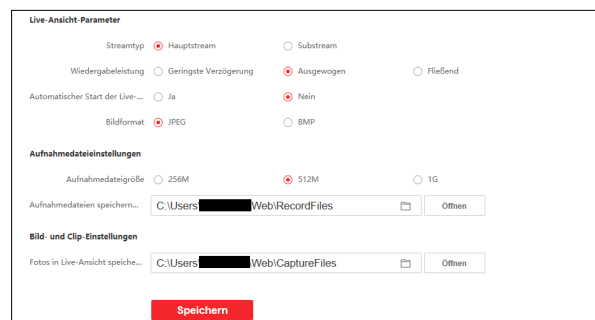 Live-Ansicht-Parameter
Streamtyp Hauptstream Substream
Wiedergabeleistung Geringste Verzögerung Ausgewogen Fließend
Automatischer Start der Live-... Ja Nein
Bildformat JPEG BMP
Aufnahmedateieinstellungen
Aufnahmedateigröße 256M 512M 1G
Aufnahmedateien speichern... C:\Users\ Web\RecordFiles Öffnen
Bild- und Clip-Einstellungen
Fotos in Live-Ansicht speiche... C:\Users\ Web\CaptureFiles Öffnen
Speichern